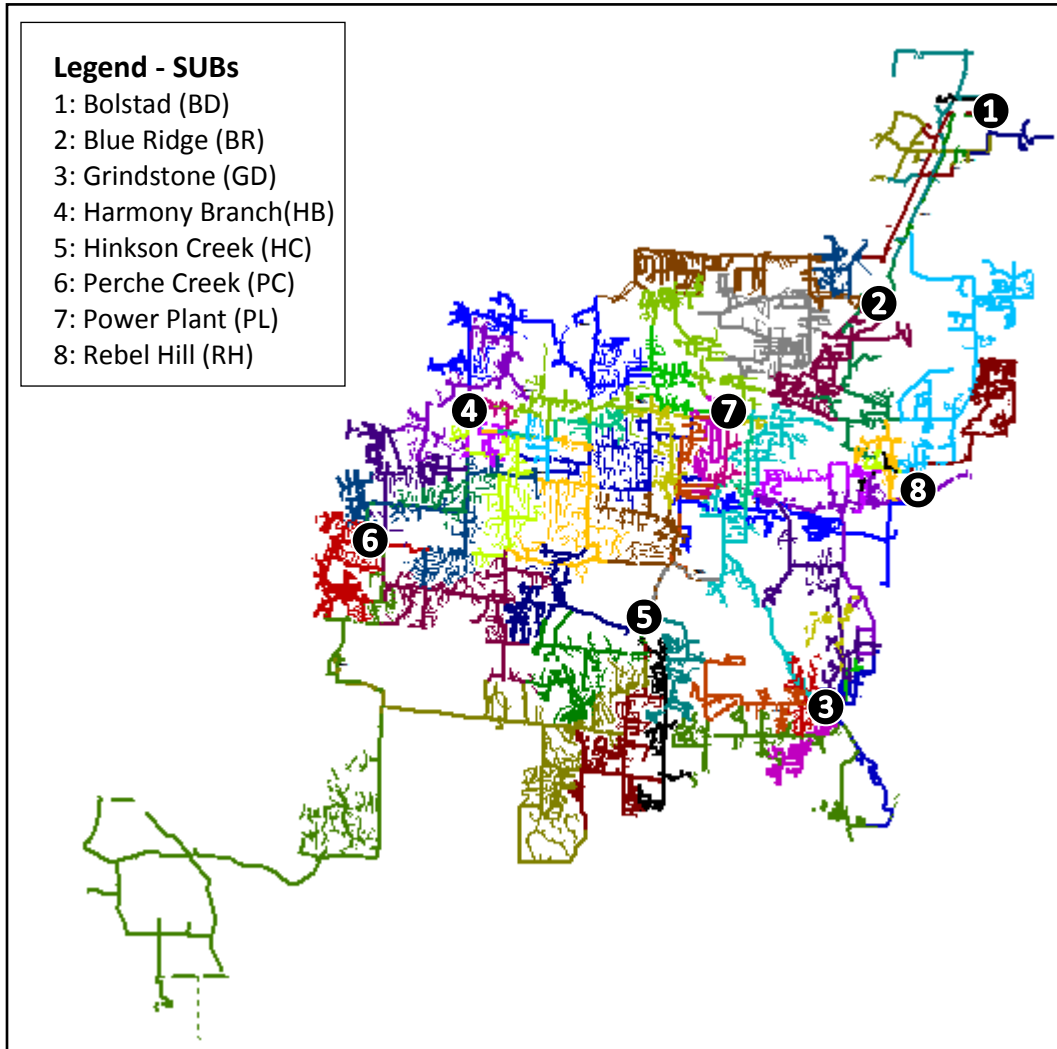 Legend - SUBs
1: Bolstad (BD)
2: Blue Ridge (BR)
3: Grindstone (GD)
4: Harmony Branch(HB)
5: Hinkson Creek (HC)
6: Perche Creek (PC)
7: Power Plant (PL)
8: Rebel Hill (RH)
1
2
4
7
8
6
5
3